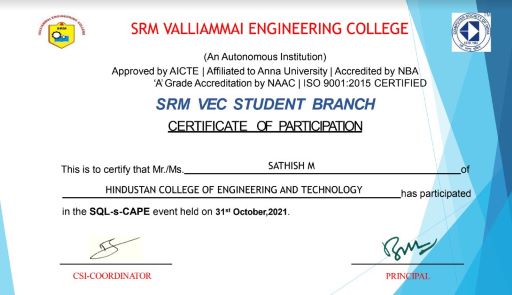 SRM VALLIAMMAI ENGINEERING COLLEGE
(An Autonomous Institution)
Approved by AICTE | Affiliated to Anna University | Accredited by NBA
'A' Grade Accreditation by NAAC | ISO 9001:2015 CERTIFIED
SRM VEC STUDENT BRANCH
CERTIFICATE OF PARTICIPATION
This is to certify that Mr./Ms. SATHISH M of
HINDUSTAN COLLEGE OF ENGINEERING AND TECHNOLOGY has participated
in the SQL-s-CAPE event held on 31st October,2021.
CSI-COORDINATOR
PRINCIPAL